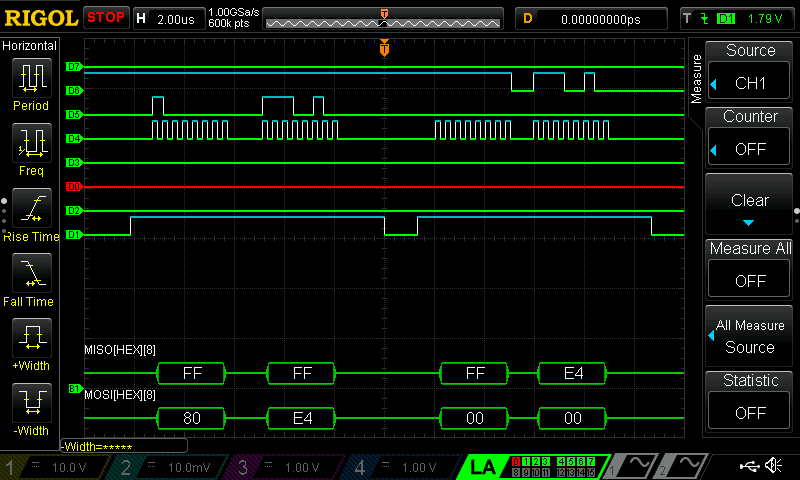 RIGOL STOP H 2.00us 1.00GSa/s 600k pts T D 0.00000000ps T D1 1.79 V
Horizontal
Period
Freq
Rise Time
Fall Time
+Width
-Width
T
D7
D6
D5
D4
D3
D0
D2
D1
MISO[HEX][8]
FF FF FF E4
B1
MOSI[HEX][8]
80 E4 00 00
-Width=*****
Measure
Source
CH1
Counter
OFF
Clear
Measure All
OFF
All Measure
Source
Statistic
OFF
1 10.0 V 2 10.0mV 3 1.00 V 4 1.00 V LA 0 1 2 3 4 5 6 7 1 2
8 9 10 11 12 13 14 15